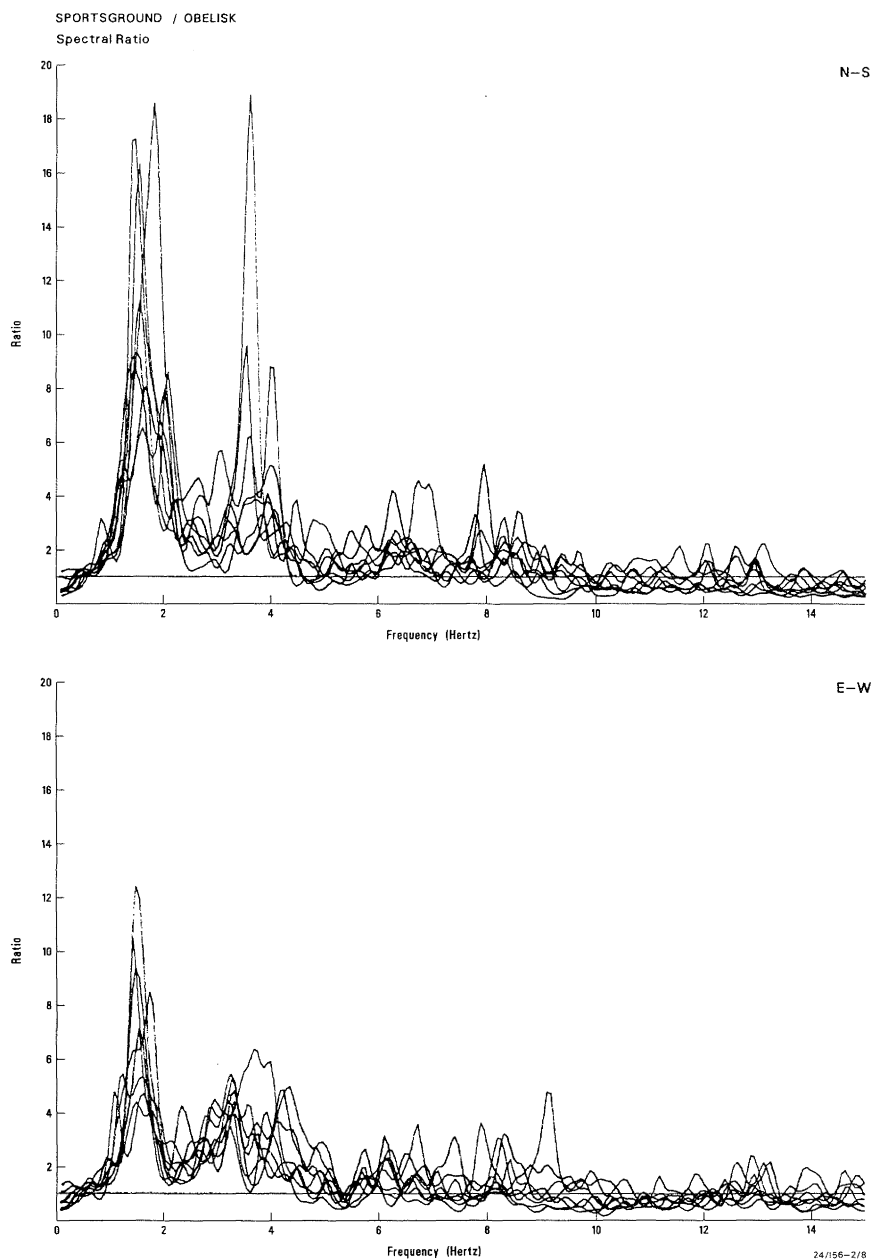 SPORTSGROUND / OBELISK
Spectral Ratio
N-S
20
18
16
14
12
10
8
6
4
2
Ratio
0 2 4 6 8 10 12 14
Frequency (Hertz)
E-W
20
18
16
14
12
10
8
6
4
2
Ratio
0 2 4 6 8 10 12 14
Frequency (Hertz)
24/156-2/8